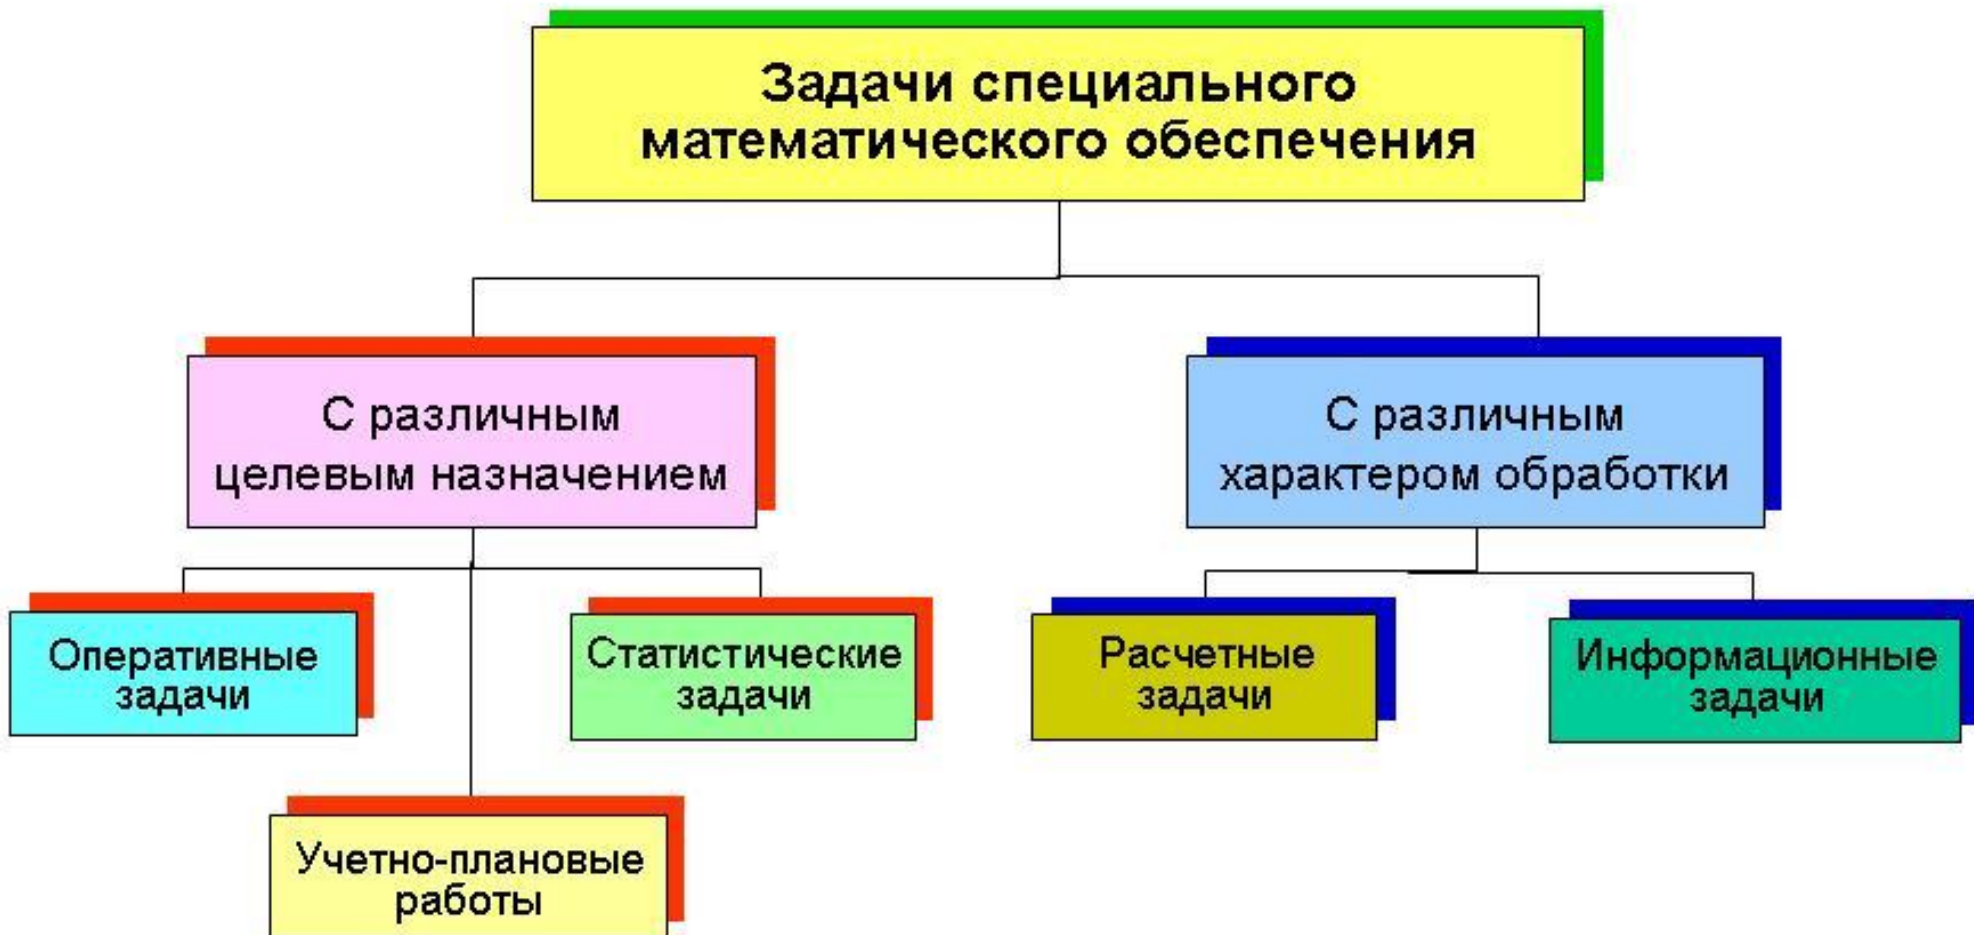 Задачи специального
математического обеспечения
С различным
целевым назначением
С различным
характером обработки
Оперативные
задачи
Статистические
задачи
Расчетные
задачи
Информационные
задачи
Учетно-плановые
работы